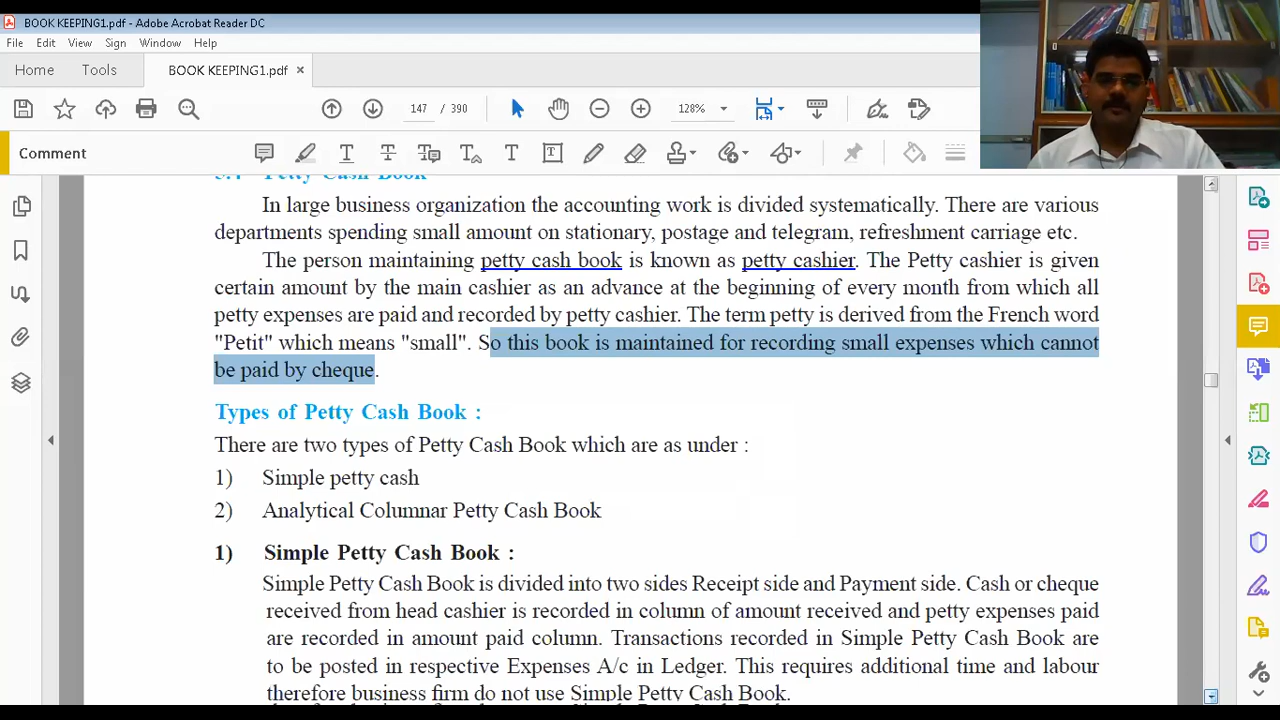 BOOK KEEPING1.pdf - Adobe Acrobat Reader DC
File Edit View Sign Window Help
Home Tools BOOK KEEPING1.pdf ×
147 / 390 128%
Comment
5.4 Petty Cash Book
In large business organization the accounting work is divided systematically. There are various
departments spending small amount on stationary, postage and telegram, refreshment carriage etc.
The person maintaining petty cash book is known as petty cashier. The Petty cashier is given
certain amount by the main cashier as an advance at the beginning of every month from which all
petty expenses are paid and recorded by petty cashier. The term petty is derived from the French word
"Petit" which means "small". So this book is maintained for recording small expenses which cannot
be paid by cheque.
Types of Petty Cash Book :
There are two types of Petty Cash Book which are as under :
1) Simple petty cash
2) Analytical Columnar Petty Cash Book
1) Simple Petty Cash Book :
Simple Petty Cash Book is divided into two sides Receipt side and Payment side. Cash or cheque
received from head cashier is recorded in column of amount received and petty expenses paid
are recorded in amount paid column. Transactions recorded in Simple Petty Cash Book are
to be posted in respective Expenses A/c in Ledger. This requires additional time and labour
therefore business firm do not use Simple Petty Cash Book.